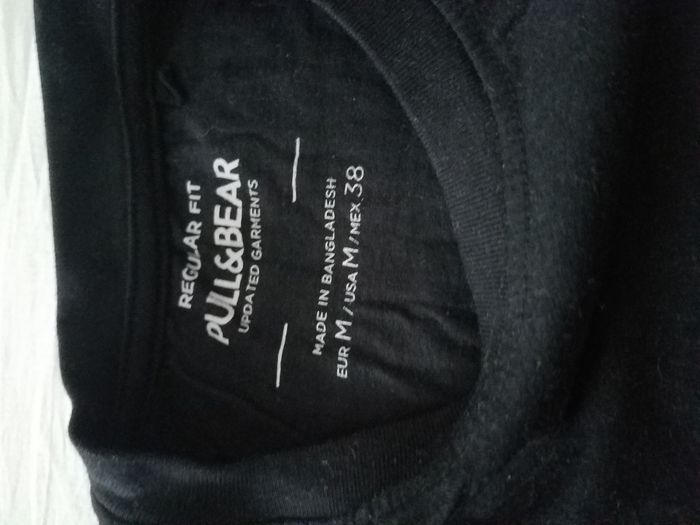 REGULAR FIT
PULL&BEAR
UPDATED GARMENTS
MADE IN BANGLADESH
EUR M / USA M / MEX 38